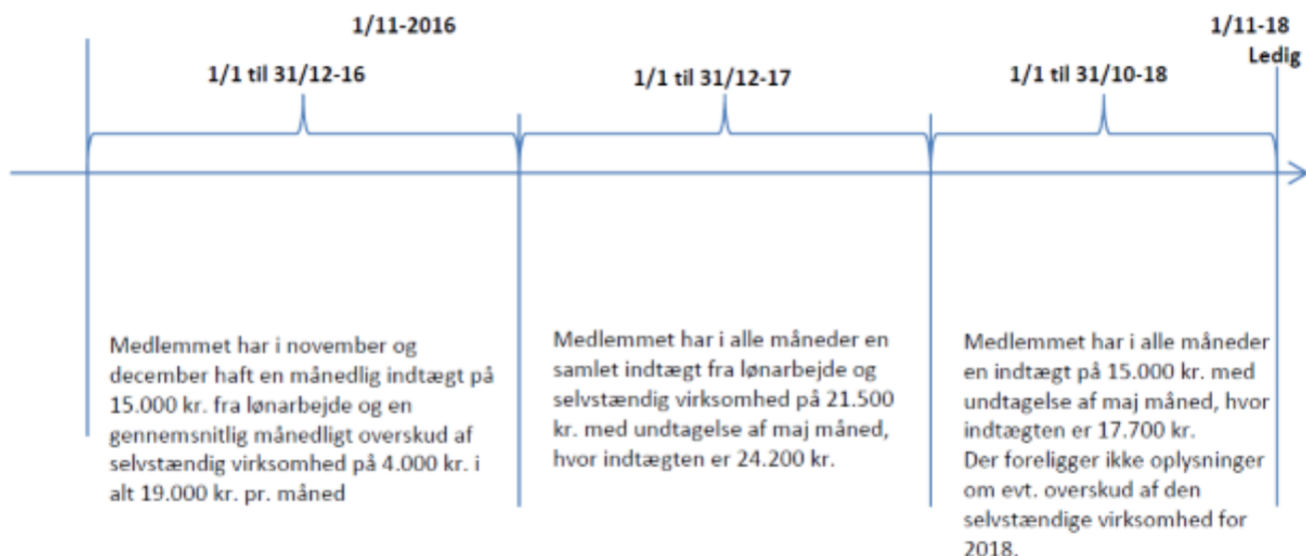 1/11-2016
1/11-18
Ledig
1/1 til 31/12-16
1/1 til 31/12-17
1/1 til 31/10-18
Medlemmet har i november og
december haft en månedlig indtægt på
15.000 kr. fra lønarbejde og en
gennemsnitlig månedligt overskud af
selvstændig virksomhed på 4.000 kr. i
alt 19.000 kr. pr. måned
Medlemmet har i alle måneder en
samlet indtægt fra lønarbejde og
selvstændig virksomhed på 21.500
kr. med undtagelse af maj måned,
hvor indtægten er 24.200 kr.
Medlemmet har i alle måneder
en indtægt på 15.000 kr. med
undtagelse af maj måned, hvor
indtægten er 17.700 kr.
Der foreligger ikke oplysninger
om evt. overskud af den
selvstændige virksomhed for
2018.